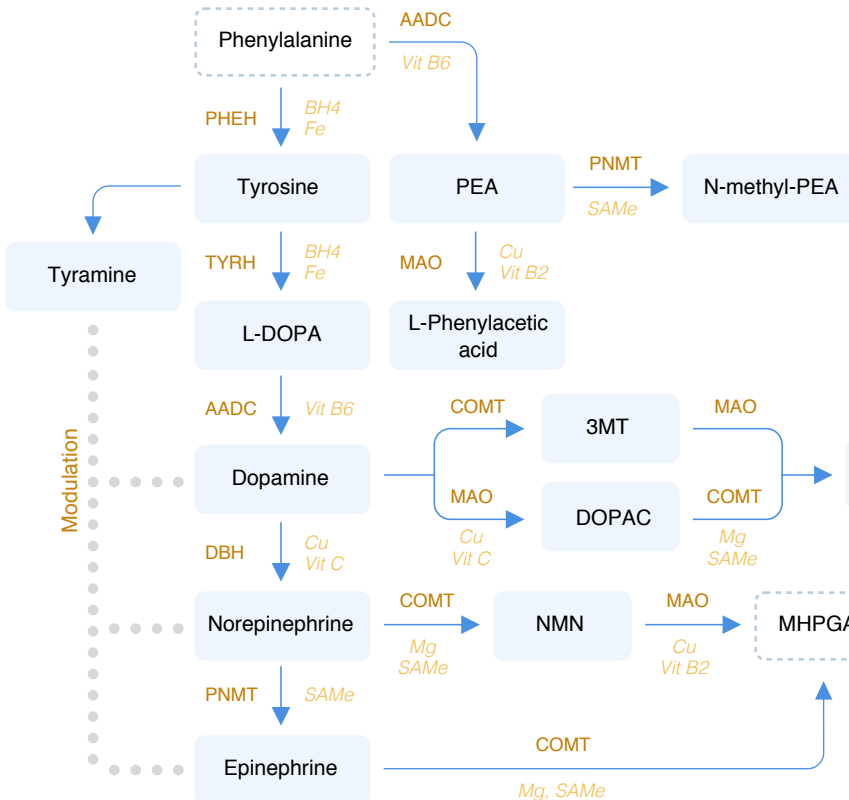 AADC
Phenylalanine
Vit B6
PHEH
BH4
Fe
Tyrosine
PEA
PNMT
SAMe
N-methyl-PEA
Tyramine
TYRH
BH4
Fe
MAO
Cu
Vit B2
L-DOPA
L-Phenylacetic
acid
AADC
Vit B6
COMT
3MT
MAO
Modulation
Dopamine
MAO
Cu
Vit C
DOPAC
COMT
Mg
SAMe
DBH
Cu
Vit C
Norepinephrine
COMT
Mg
SAMe
NMN
MAO
Cu
Vit B2
MHPGA
PNMT
SAMe
Epinephrine
COMT
Mg, SAMe